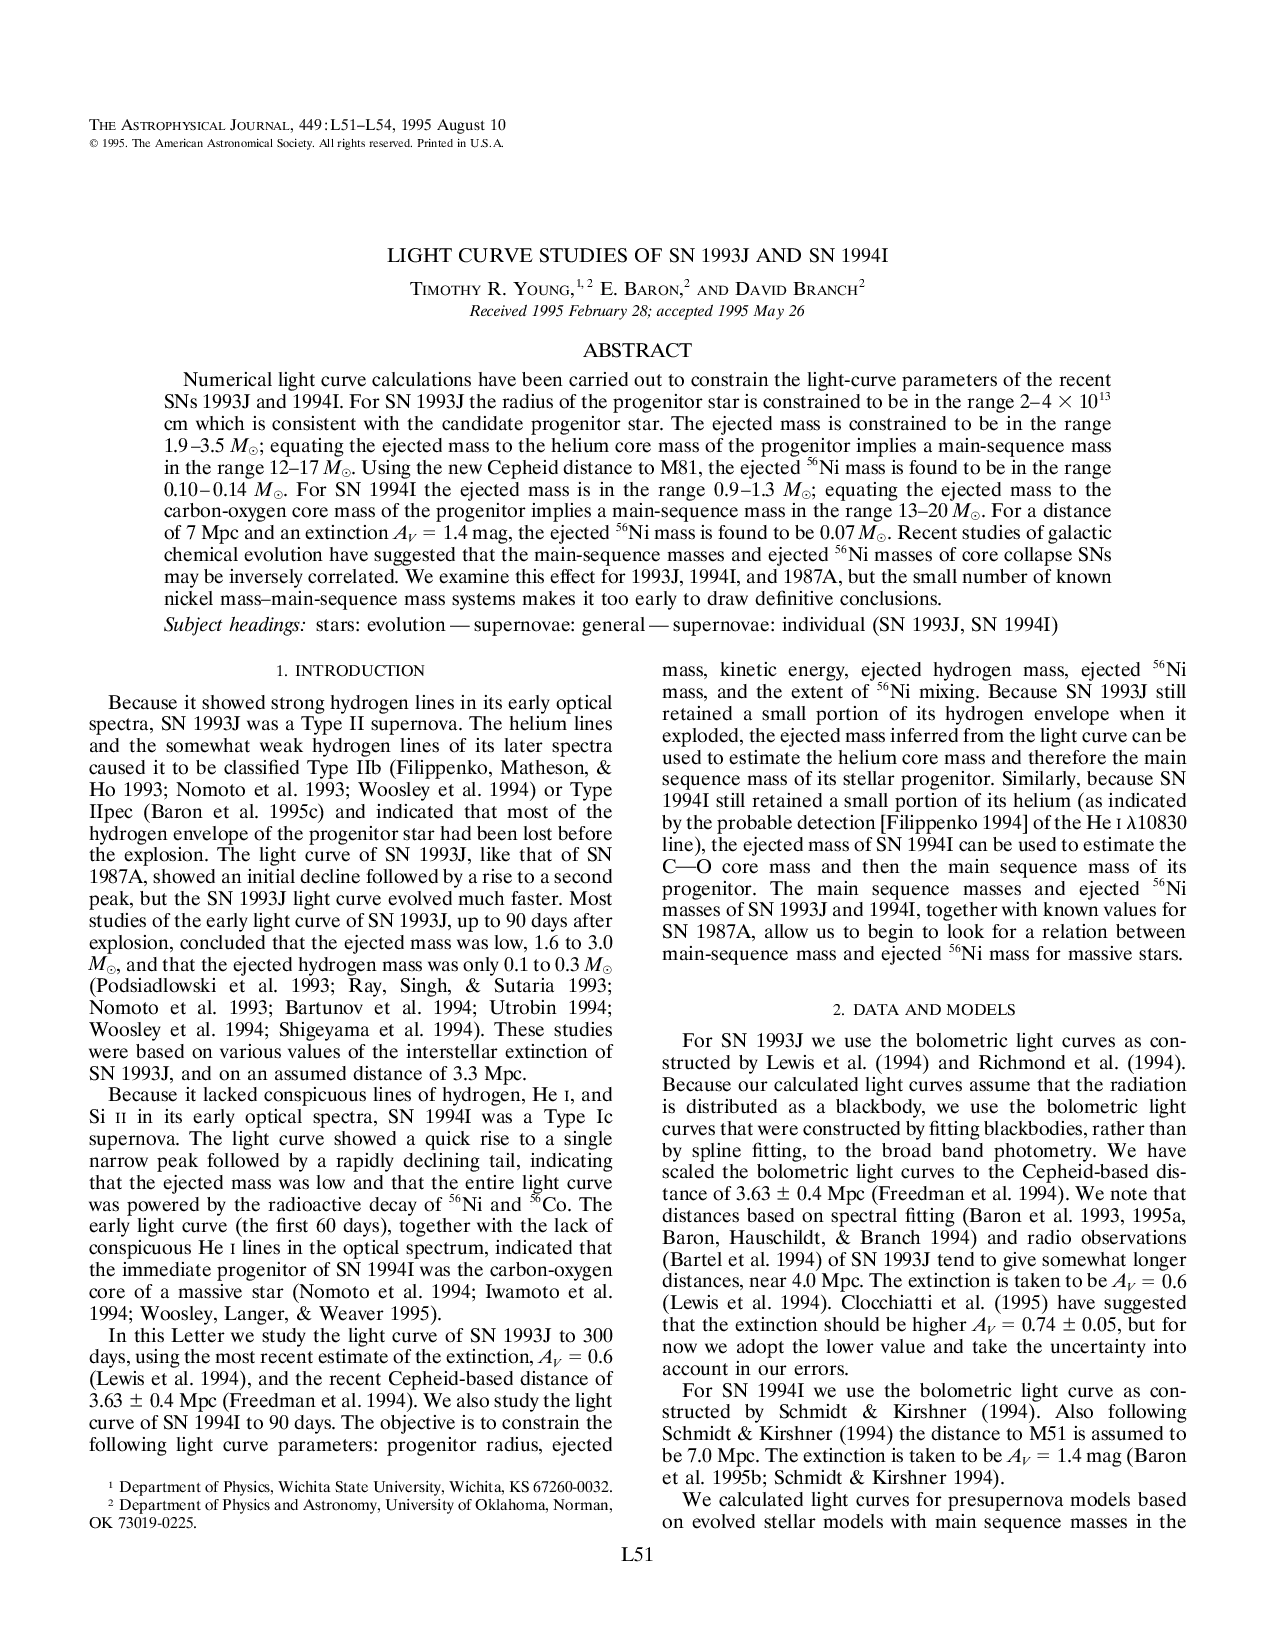 THE ASTROPHYSICAL JOURNAL, 449:L51–L54, 1995 August 10
© 1995. The American Astronomical Society. All rights reserved. Printed in U.S.A.
LIGHT CURVE STUDIES OF SN 1993J AND SN 1994I
TIMOTHY R. YOUNG,1, 2 E. BARON,2 AND DAVID BRANCH2
Received 1995 February 28; accepted 1995 May 26
ABSTRACT
Numerical light curve calculations have been carried out to constrain the light-curve parameters of the recent
SNs 1993J and 1994I. For SN 1993J the radius of the progenitor star is constrained to be in the range 2–4 × 10¹³
cm which is consistent with the candidate progenitor star. The ejected mass is constrained to be in the range
1.9–3.5 M☉; equating the ejected mass to the helium core mass of the progenitor implies a main-sequence mass
in the range 12–17 M☉. Using the new Cepheid distance to M81, the ejected ⁵⁶Ni mass is found to be in the range
0.10–0.14 M☉. For SN 1994I the ejected mass is in the range 0.9–1.3 M☉; equating the ejected mass to the
carbon-oxygen core mass of the progenitor implies a main-sequence mass in the range 13–20 M☉. For a distance
of 7 Mpc and an extinction AV = 1.4 mag, the ejected ⁵⁶Ni mass is found to be 0.07 M☉. Recent studies of galactic
chemical evolution have suggested that the main-sequence masses and ejected ⁵⁶Ni masses of core collapse SNs
may be inversely correlated. We examine this effect for 1993J, 1994I, and 1987A, but the small number of known
nickel mass–main-sequence mass systems makes it too early to draw definitive conclusions.
Subject headings: stars: evolution — supernovae: general — supernovae: individual (SN 1993J, SN 1994I)
1. INTRODUCTION
Because it showed strong hydrogen lines in its early optical
spectra, SN 1993J was a Type II supernova. The helium lines
and the somewhat weak hydrogen lines of its later spectra
caused it to be classified Type IIb (Filippenko, Matheson, &
Ho 1993; Nomoto et al. 1993; Woosley et al. 1994) or Type
IIpec (Baron et al. 1995c) and indicated that most of the
hydrogen envelope of the progenitor star had been lost before
the explosion. The light curve of SN 1993J, like that of SN
1987A, showed an initial decline followed by a rise to a second
peak, but the SN 1993J light curve evolved much faster. Most
studies of the early light curve of SN 1993J, up to 90 days after
explosion, concluded that the ejected mass was low, 1.6 to 3.0
M☉, and that the ejected hydrogen mass was only 0.1 to 0.3 M☉
(Podsiadlowski et al. 1993; Ray, Singh, & Sutaria 1993;
Nomoto et al. 1993; Bartunov et al. 1994; Utrobin 1994;
Woosley et al. 1994; Shigeyama et al. 1994). These studies
were based on various values of the interstellar extinction of
SN 1993J, and on an assumed distance of 3.3 Mpc.
Because it lacked conspicuous lines of hydrogen, He I, and
Si II in its early optical spectra, SN 1994I was a Type Ic
supernova. The light curve showed a quick rise to a single
narrow peak followed by a rapidly declining tail, indicating
that the ejected mass was low and that the entire light curve
was powered by the radioactive decay of ⁵⁶Ni and ⁵⁶Co. The
early light curve (the first 60 days), together with the lack of
conspicuous He I lines in the optical spectrum, indicated that
the immediate progenitor of SN 1994I was the carbon-oxygen
core of a massive star (Nomoto et al. 1994; Iwamoto et al.
1994; Woosley, Langer, & Weaver 1995).
In this Letter we study the light curve of SN 1993J to 300
days, using the most recent estimate of the extinction, AV = 0.6
(Lewis et al. 1994), and the recent Cepheid-based distance of
3.63 ± 0.4 Mpc (Freedman et al. 1994). We also study the light
curve of SN 1994I to 90 days. The objective is to constrain the
following light curve parameters: progenitor radius, ejected
1 Department of Physics, Wichita State University, Wichita, KS 67260-0032.
2 Department of Physics and Astronomy, University of Oklahoma, Norman,
OK 73019-0225.
mass, kinetic energy, ejected hydrogen mass, ejected ⁵⁶Ni
mass, and the extent of ⁵⁶Ni mixing. Because SN 1993J still
retained a small portion of its hydrogen envelope when it
exploded, the ejected mass inferred from the light curve can be
used to estimate the helium core mass and therefore the main
sequence mass of its stellar progenitor. Similarly, because SN
1994I still retained a small portion of its helium (as indicated
by the probable detection [Filippenko 1994] of the He I λ10830
line), the ejected mass of SN 1994I can be used to estimate the
C—O core mass and then the main sequence mass of its
progenitor. The main sequence masses and ejected ⁵⁶Ni
masses of SN 1993J and 1994I, together with known values for
SN 1987A, allow us to begin to look for a relation between
main-sequence mass and ejected ⁵⁶Ni mass for massive stars.
2. DATA AND MODELS
For SN 1993J we use the bolometric light curves as con-
structed by Lewis et al. (1994) and Richmond et al. (1994).
Because our calculated light curves assume that the radiation
is distributed as a blackbody, we use the bolometric light
curves that were constructed by fitting blackbodies, rather than
by spline fitting, to the broad band photometry. We have
scaled the bolometric light curves to the Cepheid-based dis-
tance of 3.63 ± 0.4 Mpc (Freedman et al. 1994). We note that
distances based on spectral fitting (Baron et al. 1993, 1995a,
Baron, Hauschildt, & Branch 1994) and radio observations
(Bartel et al. 1994) of SN 1993J tend to give somewhat longer
distances, near 4.0 Mpc. The extinction is taken to be AV = 0.6
(Lewis et al. 1994). Clocchiatti et al. (1995) have suggested
that the extinction should be higher AV = 0.74 ± 0.05, but for
now we adopt the lower value and take the uncertainty into
account in our errors.
For SN 1994I we use the bolometric light curve as con-
structed by Schmidt & Kirshner (1994). Also following
Schmidt & Kirshner (1994) the distance to M51 is assumed to
be 7.0 Mpc. The extinction is taken to be AV = 1.4 mag (Baron
et al. 1995b; Schmidt & Kirshner 1994).
We calculated light curves for presupernova models based
on evolved stellar models with main sequence masses in the
L51